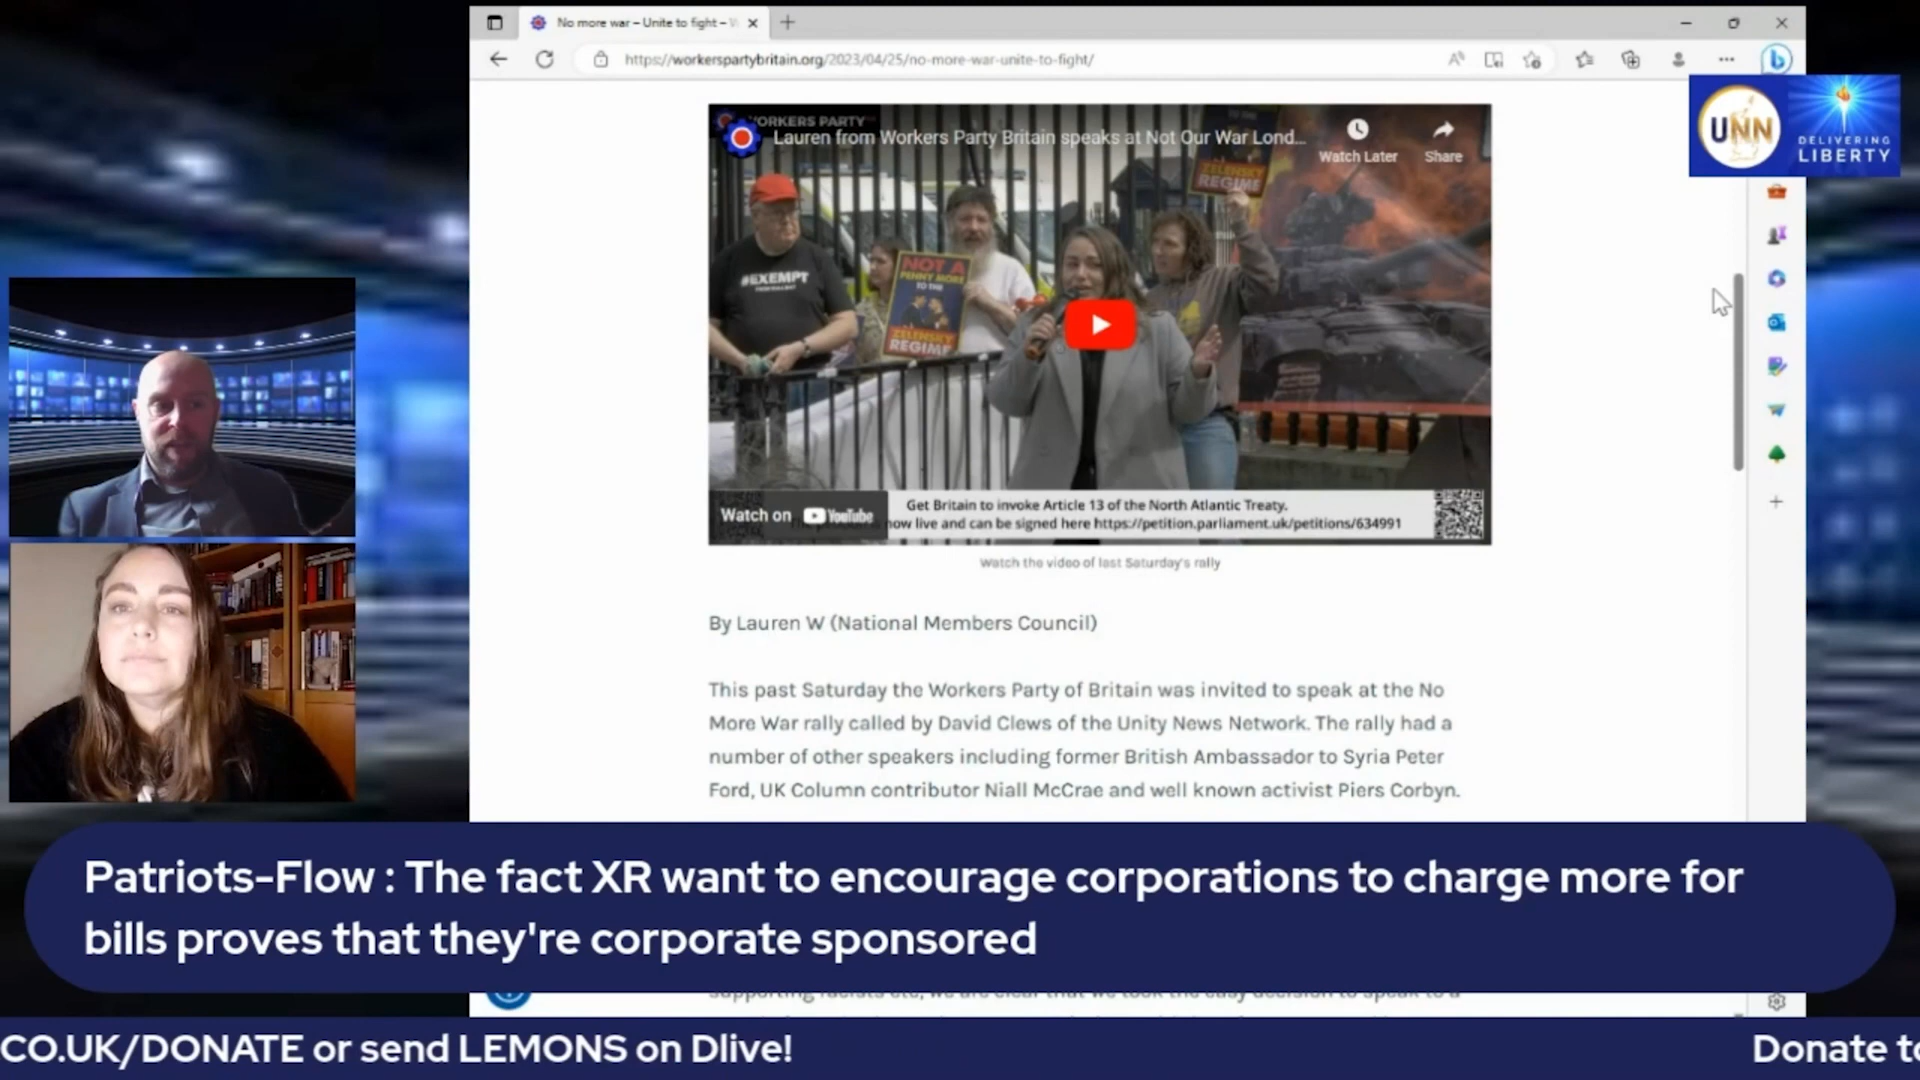 No more war – Unite to fight –
https://workerspartybritain.org/2023/04/25/no-more-war-unite-to-fight/
UNN
DELIVERING
LIBERTY
WORKERS PARTY
Lauren from Workers Party Britain speaks at Not Our War Lond...
Watch Later
Share
ZELENSKY
REGIME
#EXEMPT
NOT A
PENNY MORE
TO THE
ZELENSKY
REGIME
Get Britain to invoke Article 13 of the North Atlantic Treaty.
Watch on YouTube
now live and can be signed here https://petition.parliament.uk/petitions/634991
Watch the video of last Saturday's rally
By Lauren W (National Members Council)
This past Saturday the Workers Party of Britain was invited to speak at the No
More War rally called by David Clews of the Unity News Network. The rally had a
number of other speakers including former British Ambassador to Syria Peter
Ford, UK Column contributor Niall McCrae and well known activist Piers Corbyn.
Patriots-Flow : The fact XR want to encourage corporations to charge more for
bills proves that they're corporate sponsored
CO.UK/DONATE or send LEMONS on Dlive!
Donate to